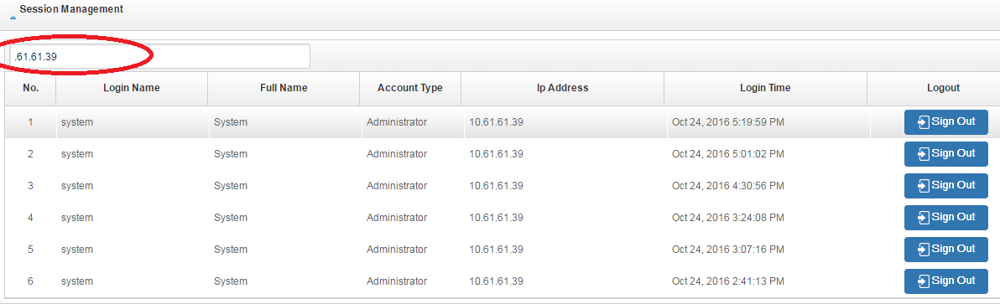 Session Management
.61.61.39
No. Login Name Full Name Account Type Ip Address Login Time Logout
1 system System Administrator 10.61.61.39 Oct 24, 2016 5:19:59 PM Sign Out
2 system System Administrator 10.61.61.39 Oct 24, 2016 5:01:02 PM Sign Out
3 system System Administrator 10.61.61.39 Oct 24, 2016 4:30:56 PM Sign Out
4 system System Administrator 10.61.61.39 Oct 24, 2016 3:24:08 PM Sign Out
5 system System Administrator 10.61.61.39 Oct 24, 2016 3:07:16 PM Sign Out
6 system System Administrator 10.61.61.39 Oct 24, 2016 2:41:13 PM Sign Out